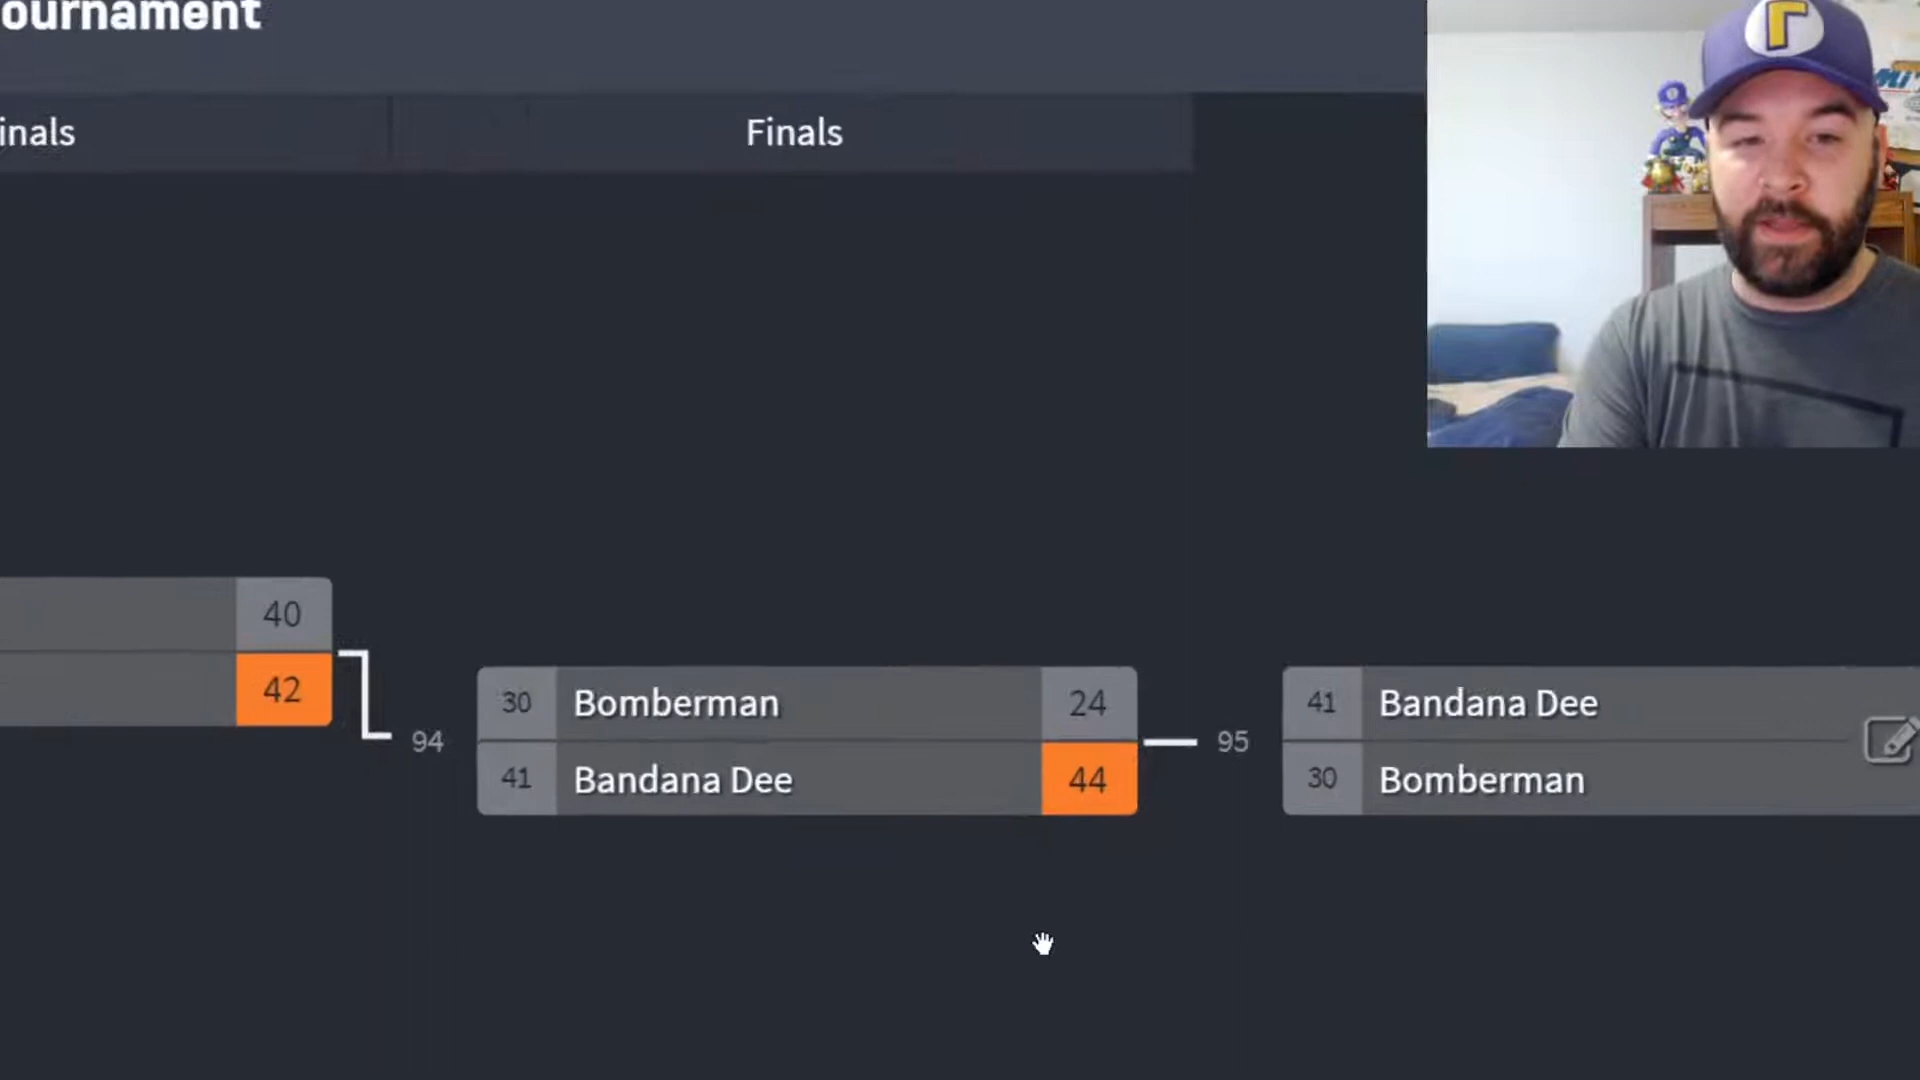 ournament
inals
Finals
40
42
94
30 Bomberman 24
41 Bandana Dee 44
95
41 Bandana Dee
30 Bomberman
Γ
Mi